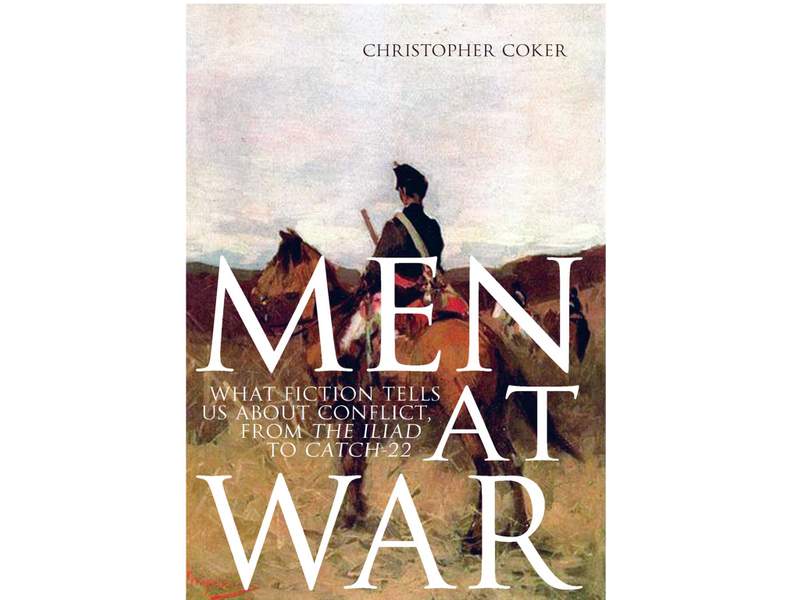 CHRISTOPHER COKER
MEN
WHAT FICTION TELLS
US ABOUT CONFLICT,
FROM THE ILIAD
TO CATCH-22
AT
WAR